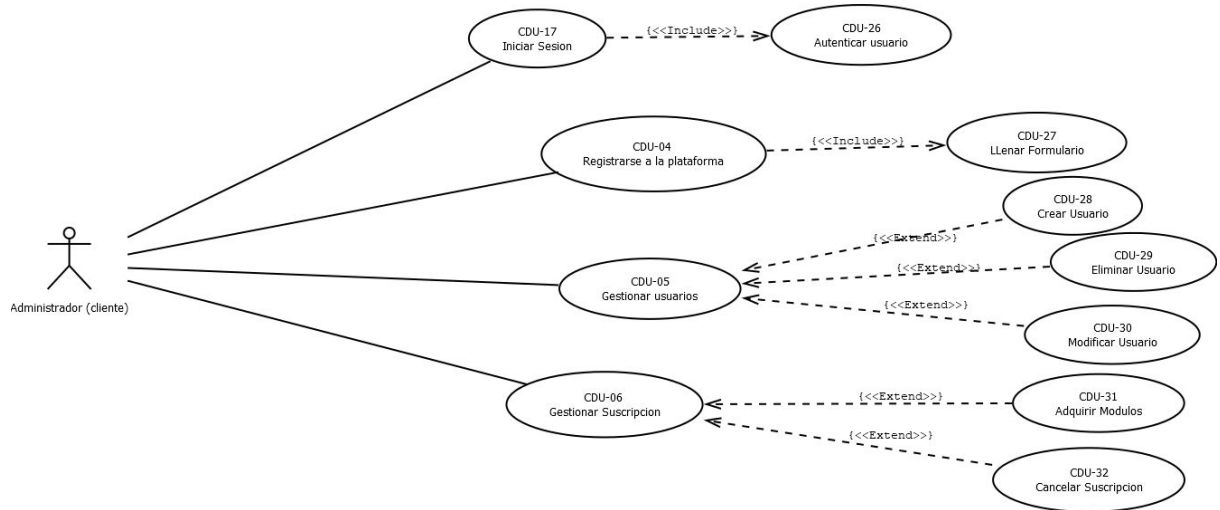 CDU-17
Iniciar Sesion
{<<Include>>}
CDU-26
Autenticar usuario
CDU-04
Registrarse a la plataforma
{<<Include>>}
CDU-27
LLenar Formulario
CDU-28
Crear Usuario
{<<Extend>>}
CDU-29
Eliminar Usuario
{<<Extend>>}
CDU-05
Gestionar usuarios
{<<Extend>>}
CDU-30
Modificar Usuario
Administrador (cliente)
CDU-06
Gestionar Suscripcion
{<<Extend>>}
CDU-31
Adquirir Modulos
{<<Extend>>}
CDU-32
Cancelar Suscripcion